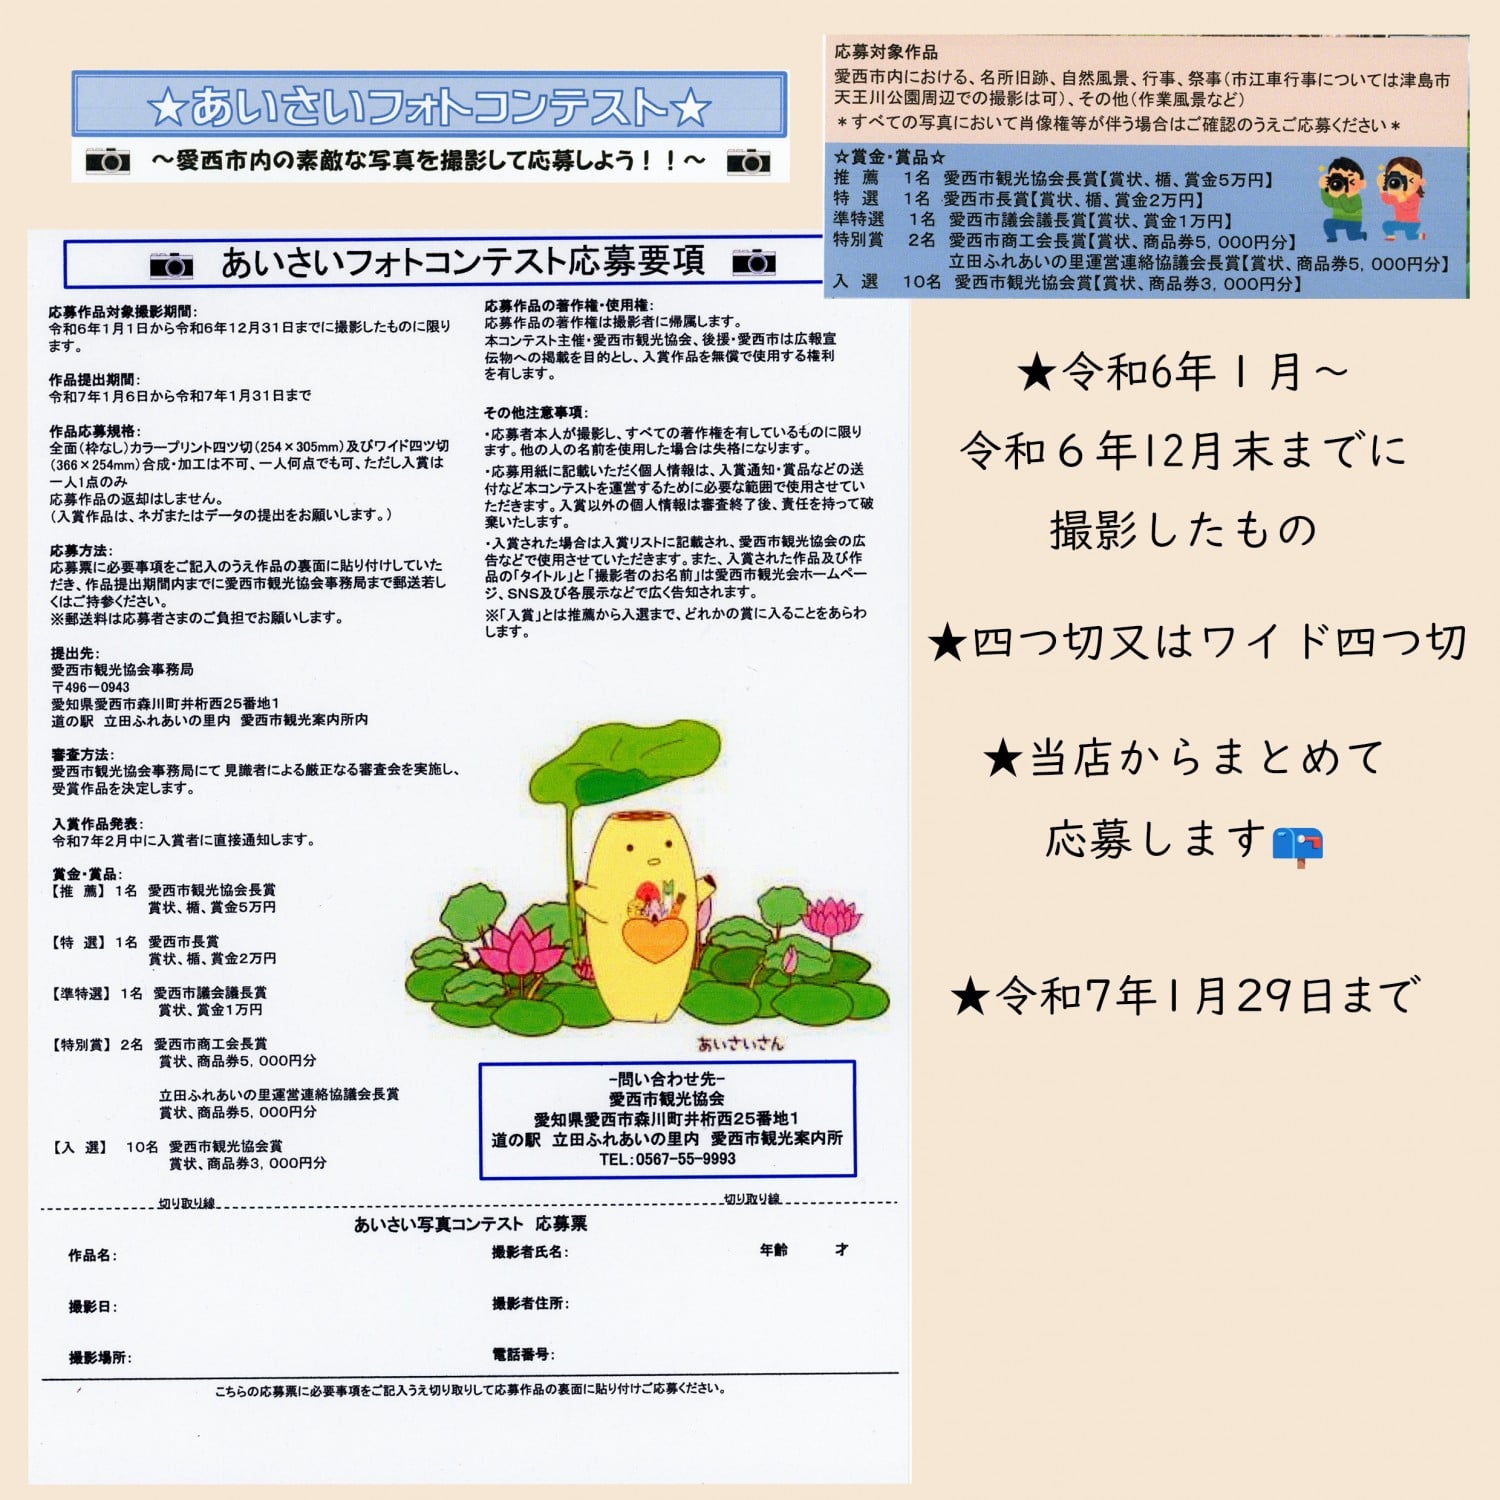 ★あいさいフォトコンテスト★
～愛西市内の素敵な写真を撮影して応募しよう！！～
応募対象作品
愛西市内における、名所旧跡、自然風景、行事、祭事（市江車行事については津島市
天王川公園周辺での撮影は可）、その他（作業風景など）
＊すべての写真において肖像権等が伴う場合はご確認のうえご応募ください＊
☆賞金・賞品☆
推　薦　1名　愛西市観光協会長賞【賞状、楯、賞金5万円】
特　選　1名　愛西市長賞【賞状、楯、賞金2万円】
準特選　1名　愛西市議会議長賞【賞状、賞金1万円】
特別賞　2名　愛西市商工会長賞【賞状、商品券5，000円分】
立田ふれあいの里運営連絡協議会長賞【賞状、商品券5，000円分】
入　選　10名　愛西市観光協会賞【賞状、商品券3，000円分】
あいさいフォトコンテスト応募要項
応募作品対象撮影期間：
令和6年1月1日から令和6年12月31日までに撮影したものに限り
ます。
作品提出期間：
令和7年1月6日から令和7年1月31日まで
作品応募規格：
全面（枠なし）カラープリント四ツ切（254×305mm）及びワイド四ツ切
（366×254mm）合成・加工は不可、一人何点でも可、ただし入賞は
一人1点のみ
応募作品の返却はしません。
（入賞作品は、ネガまたはデータの提出をお願いします。）
応募方法：
応募票に必要事項をご記入のうえ作品の裏面に貼り付けしていた
だき、作品提出期間内までに愛西市観光協会事務局まで郵送若し
くはご持参ください。
※郵送料は応募者さまのご負担でお願いします。
提出先：
愛西市観光協会事務局
〒496－0943
愛知県愛西市森川町井桁西25番地1
道の駅　立田ふれあいの里内　愛西市観光案内所内
審査方法：
愛西市観光協会事務局にて 見識者による厳正なる審査会を実施し、
受賞作品を決定します。
入賞作品発表：
令和7年2月中に入賞者に直接通知します。
賞金・賞品：
【推　薦】 1名　愛西市観光協会長賞
賞状、楯、賞金5万円
【特　選】 1名　愛西市長賞
賞状、楯、賞金2万円
【準特選】 1名　愛西市議会議長賞
賞状、賞金1万円
【特別賞】 2名　愛西市商工会長賞
賞状、商品券5，000円分
立田ふれあいの里運営連絡協議会長賞
賞状、商品券5，000円分
【入　選】　10名　愛西市観光協会賞
賞状、商品券3，000円分
応募作品の著作権・使用権：
応募作品の著作権は撮影者に帰属します。
本コンテスト主催・愛西市観光協会、後援・愛西市は広報宣
伝物への掲載を目的とし、入賞作品を無償で使用する権利
を有します。
その他注意事項：
・応募者本人が撮影し、すべての著作権を有しているものに限り
ます。他の人の名前を使用した場合は失格になります。
・応募用紙に記載いただく個人情報は、入賞通知・賞品などの送
付など本コンテストを運営するために必要な範囲で使用させてい
ただきます。入賞以外の個人情報は審査終了後、責任を持って破
棄いたします。
・入賞された場合は入賞リストに記載され、愛西市観光協会の広
告などで使用させていただきます。また、入賞された作品及び作
品の「タイトル」と「撮影者のお名前」は愛西市観光会ホームペー
ジ、SNS及び各展示などで広く告知されます。
※「入賞」とは推薦から入選まで、どれかの賞に入ることをあらわ
します。
あいさいさん
-問い合わせ先-
愛西市観光協会
愛知県愛西市森川町井桁西25番地1
道の駅　立田ふれあいの里内　愛西市観光案内所
TEL：0567-55-9993
切り取り線
切り取り線
あいさい写真コンテスト　応募票
作品名：
撮影者氏名：
年齢　　　才
撮影日：
撮影者住所：
撮影場所：
電話番号：
こちらの応募票に必要事項をご記入うえ切り取りして応募作品の裏面に貼り付けご応募ください。
★令和6年1月～
令和６年12月末までに
撮影したもの
★四つ切又はワイド四つ切
★当店からまとめて
応募します
★令和7年1月29日まで